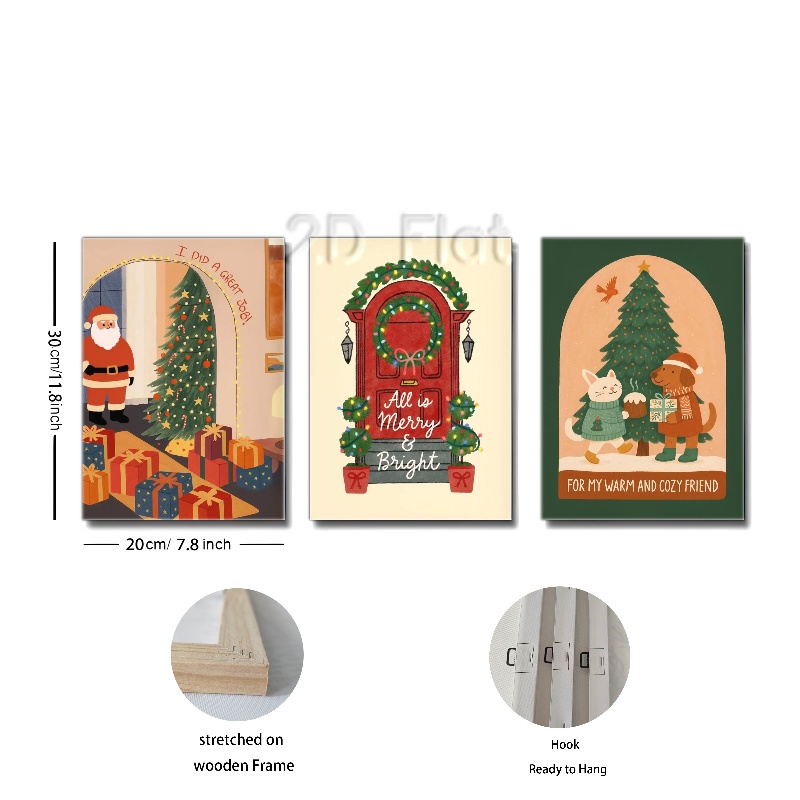 2D Flat
I DID A GREAT JOB!
All is
Merry
&
Bright
FOR MY WARM AND COZY FRIEND
30cm/11.8inch
20cm/ 7.8 inch
stretched on
wooden Frame
Hook
Ready to Hang